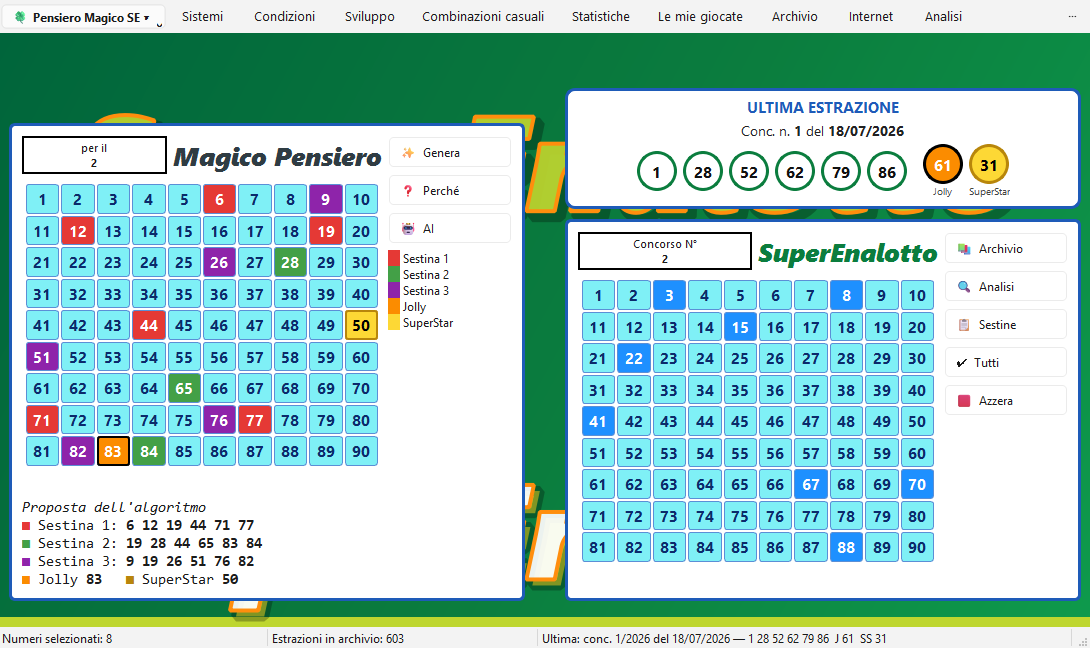 Pensiero Magico SE ▾ Sistemi Condizioni Sviluppo Combinazioni casuali Statistiche Le mie giocate Archivio Internet Analisi ...
per il
2
Magico Pensiero
Genera
Perché
AI
1 2 3 4 5 6 7 8 9 10
11 12 13 14 15 16 17 18 19 20
21 22 23 24 25 26 27 28 29 30
31 32 33 34 35 36 37 38 39 40
41 42 43 44 45 46 47 48 49 50
51 52 53 54 55 56 57 58 59 60
61 62 63 64 65 66 67 68 69 70
71 72 73 74 75 76 77 78 79 80
81 82 83 84 85 86 87 88 89 90
Sestina 1
Sestina 2
Sestina 3
Jolly
SuperStar
Proposta dell'algoritmo
Sestina 1: 6 12 19 44 71 77
Sestina 2: 19 28 44 65 83 84
Sestina 3: 9 19 26 51 76 82
Jolly 83 SuperStar 50
ULTIMA ESTRAZIONE
Conc. n. 1 del 18/07/2026
1 28 52 62 79 86 61 31
Jolly SuperStar
Concorso N°
2
SuperEnalotto
Archivio
Analisi
Sestine
✔ Tutti
Azzera
1 2 3 4 5 6 7 8 9 10
11 12 13 14 15 16 17 18 19 20
21 22 23 24 25 26 27 28 29 30
31 32 33 34 35 36 37 38 39 40
41 42 43 44 45 46 47 48 49 50
51 52 53 54 55 56 57 58 59 60
61 62 63 64 65 66 67 68 69 70
71 72 73 74 75 76 77 78 79 80
81 82 83 84 85 86 87 88 89 90
Numeri selezionati: 8 Estrazioni in archivio: 603 Ultima: conc. 1/2026 del 18/07/2026 — 1 28 52 62 79 86 J 61 SS 31